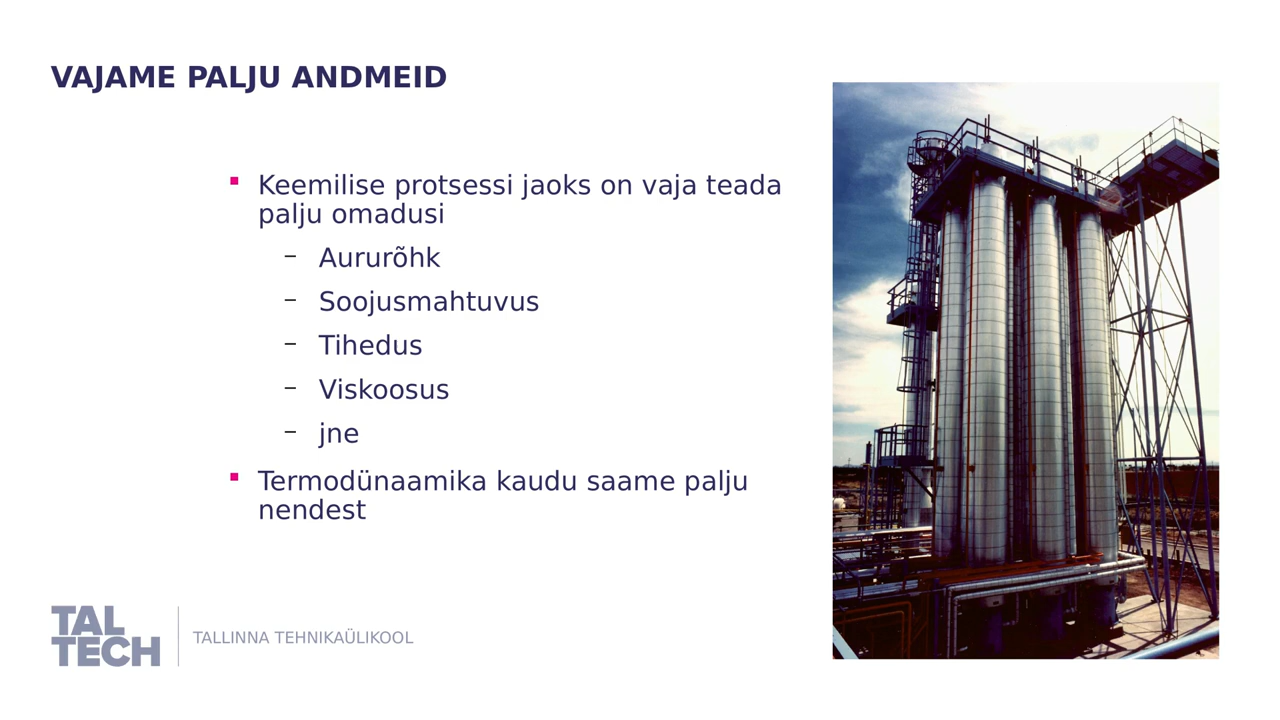 VAJAME PALJU ANDMEID
▪ Keemilise protsessi jaoks on vaja teada
palju omadusi
– Aururõhk
– Soojusmahtuvus
– Tihedus
– Viskoosus
– jne
▪ Termodünaamika kaudu saame palju
nendest
TAL
TECH
TALLINNA TEHNIKAÜLIKOOL